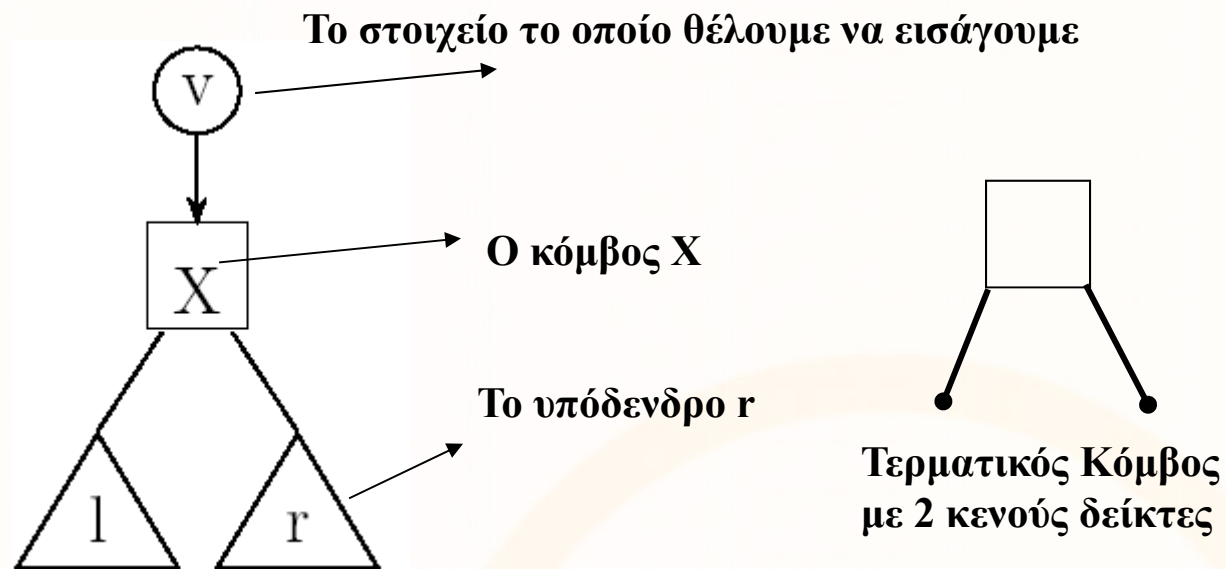 Το στοιχείο το οποίο θέλουμε να εισάγουμε
v
Ο κόμβος X
X
Το υπόδενδρο r
l
r
Τερματικός Κόμβος
με 2 κενούς δείκτες